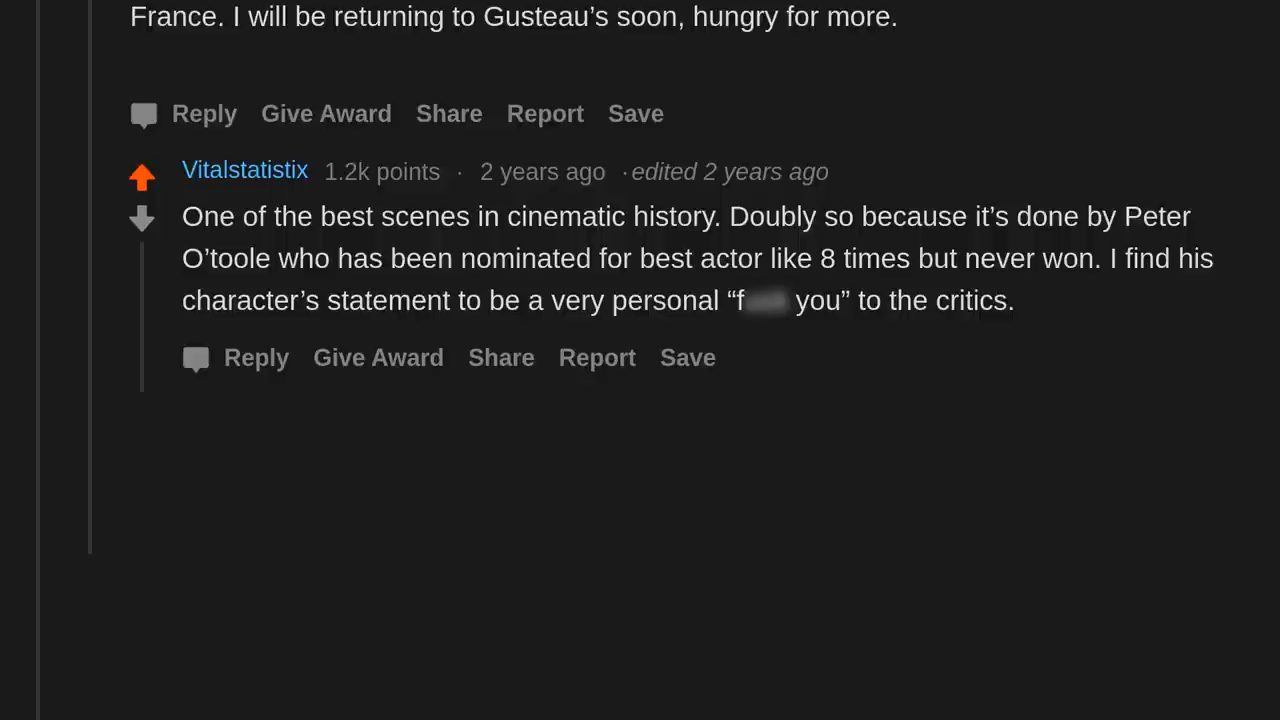 France. I will be returning to Gusteau’s soon, hungry for more.
Reply Give Award Share Report Save
Vitalstatistix 1.2k points · 2 years ago · edited 2 years ago
One of the best scenes in cinematic history. Doubly so because it’s done by Peter
O’toole who has been nominated for best actor like 8 times but never won. I find his
character’s statement to be a very personal “f you” to the critics.
Reply Give Award Share Report Save